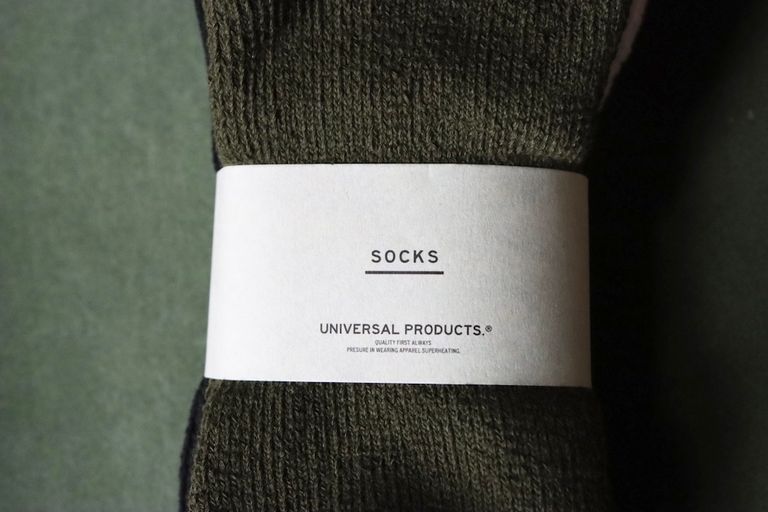 SOCKS
UNIVERSAL PRODUCTS.®
QUALITY FIRST ALWAYS
PRESURE IN WEARING APPAREL SUPERHEATING.